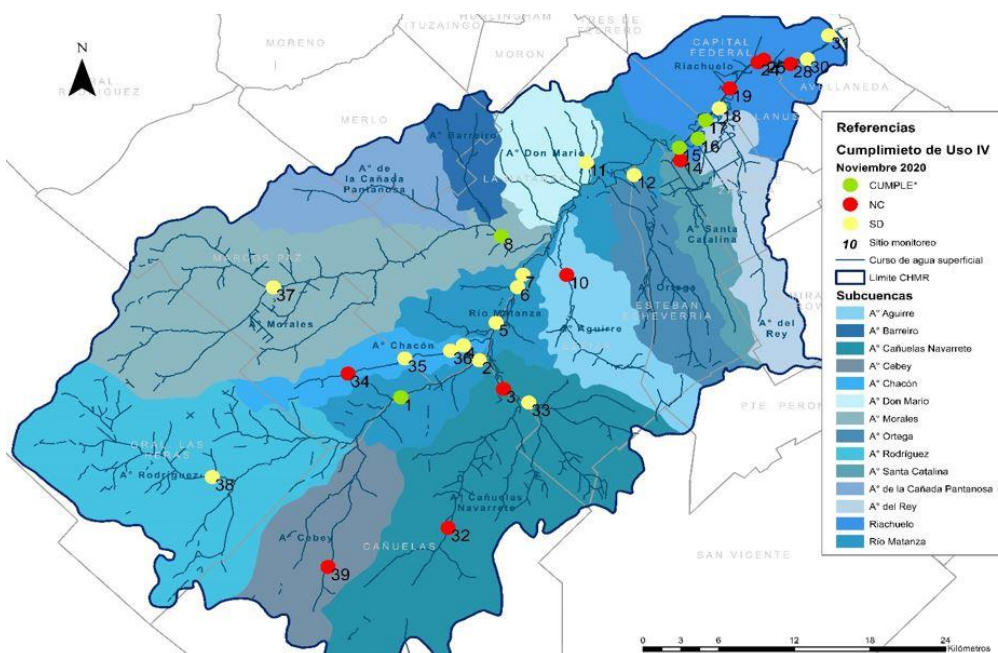 ITUZAINGO
HURLINGHAM
TRES DE
FEBRERO
MORENO
MORON
CAPITAL
FEDERAL
Riachuelo
AVELLANEDA
N
MERLO
A° Barreiro
A° Don Mario
A° de
la Cañada
Pantanosa
A° Santa
Catalina
MARCOS PAZ
A° Morales
Río Matanza
A° Ortega
A° Aguirre
ESTEBAN
ECHEVERRIA
A° del
Rey
A° Chacón
GRAL. LAS
HERAS
A° Rodríguez
A° Cañuelas
Navarrete
A° Cebey
CAÑUELAS
SAN VICENTE
31
30
28
19
18
17
16
15
14
12
11
8
7
6
5
10
37
36
4
35
2
34
3
1
33
38
32
39
Referencias
Cumplimieto de Uso IV
Noviembre 2020
CUMPLE*
NC
SD
10 Sitio monitoreo
Curso de agua superficial
Límite CHMR
Subcuencas
A° Aguirre
A° Barreiro
A° Cañuelas Navarrete
A° Cebey
A° Chacón
A° Don Mario
A° Morales
A° Ortega
A° Rodríguez
A° Santa Catalina
A° de la Cañada Pantanosa
A° del Rey
Riachuelo
Río Matanza
0 3 6 12 18 24
Kilómetros